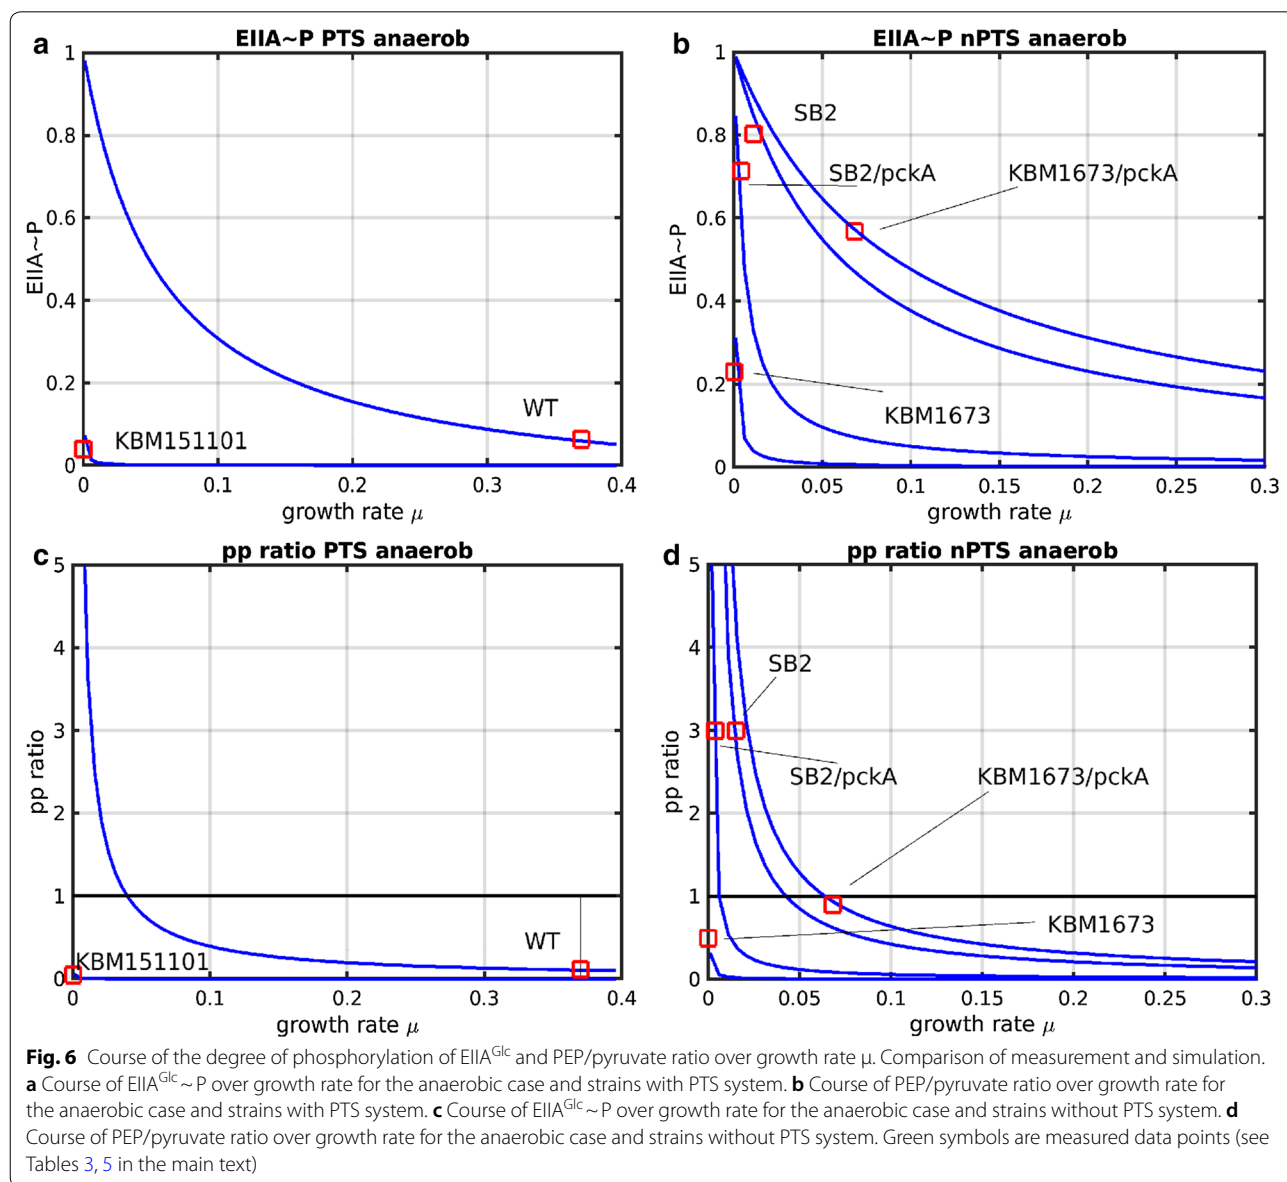 a
EIIA~P PTS anaerob
1
0.8
0.6
0.4
0.2
0
EIIA~P
WT
KBM151101
0 0.1 0.2 0.3 0.4
growth rate μ
b
EIIA~P nPTS anaerob
1
0.8
0.6
0.4
0.2
0
EIIA~P
SB2
SB2/pckA
KBM1673/pckA
KBM1673
0 0.05 0.1 0.15 0.2 0.25 0.3
growth rate μ
c
pp ratio PTS anaerob
5
4
3
2
1
0
pp ratio
WT
KBM151101
0 0.1 0.2 0.3 0.4
growth rate μ
d
pp ratio nPTS anaerob
5
4
3
2
1
0
pp ratio
SB2
SB2/pckA
KBM1673/pckA
KBM1673
0 0.05 0.1 0.15 0.2 0.25 0.3
growth rate μ
Fig. 6 Course of the degree of phosphorylation of EIIA^Glc and PEP/pyruvate ratio over growth rate μ. Comparison of measurement and simulation.
a Course of EIIA^Glc ~ P over growth rate for the anaerobic case and strains with PTS system. b Course of PEP/pyruvate ratio over growth rate for
the anaerobic case and strains with PTS system. c Course of EIIA^Glc ~ P over growth rate for the anaerobic case and strains without PTS system. d
Course of PEP/pyruvate ratio over growth rate for the anaerobic case and strains without PTS system. Green symbols are measured data points (see
Tables 3, 5 in the main text)